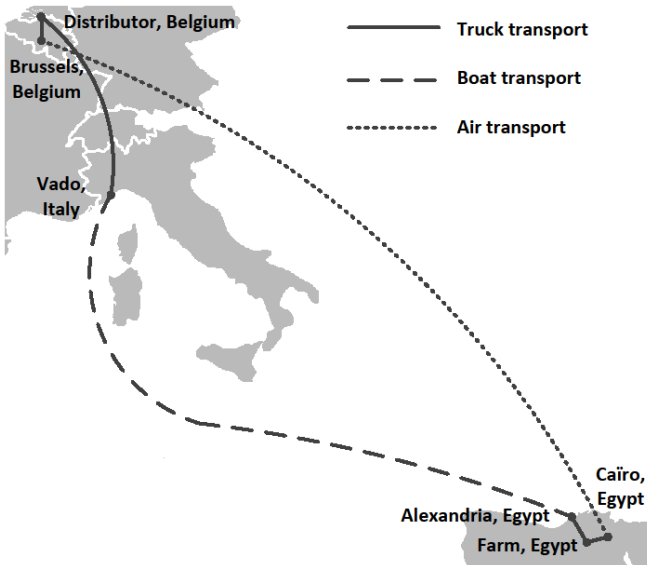 Distributor, Belgium
Truck transport
Brussels,
Belgium
Boat transport
Air transport
Vado,
Italy
Caïro,
Egypt
Alexandria, Egypt
Farm, Egypt